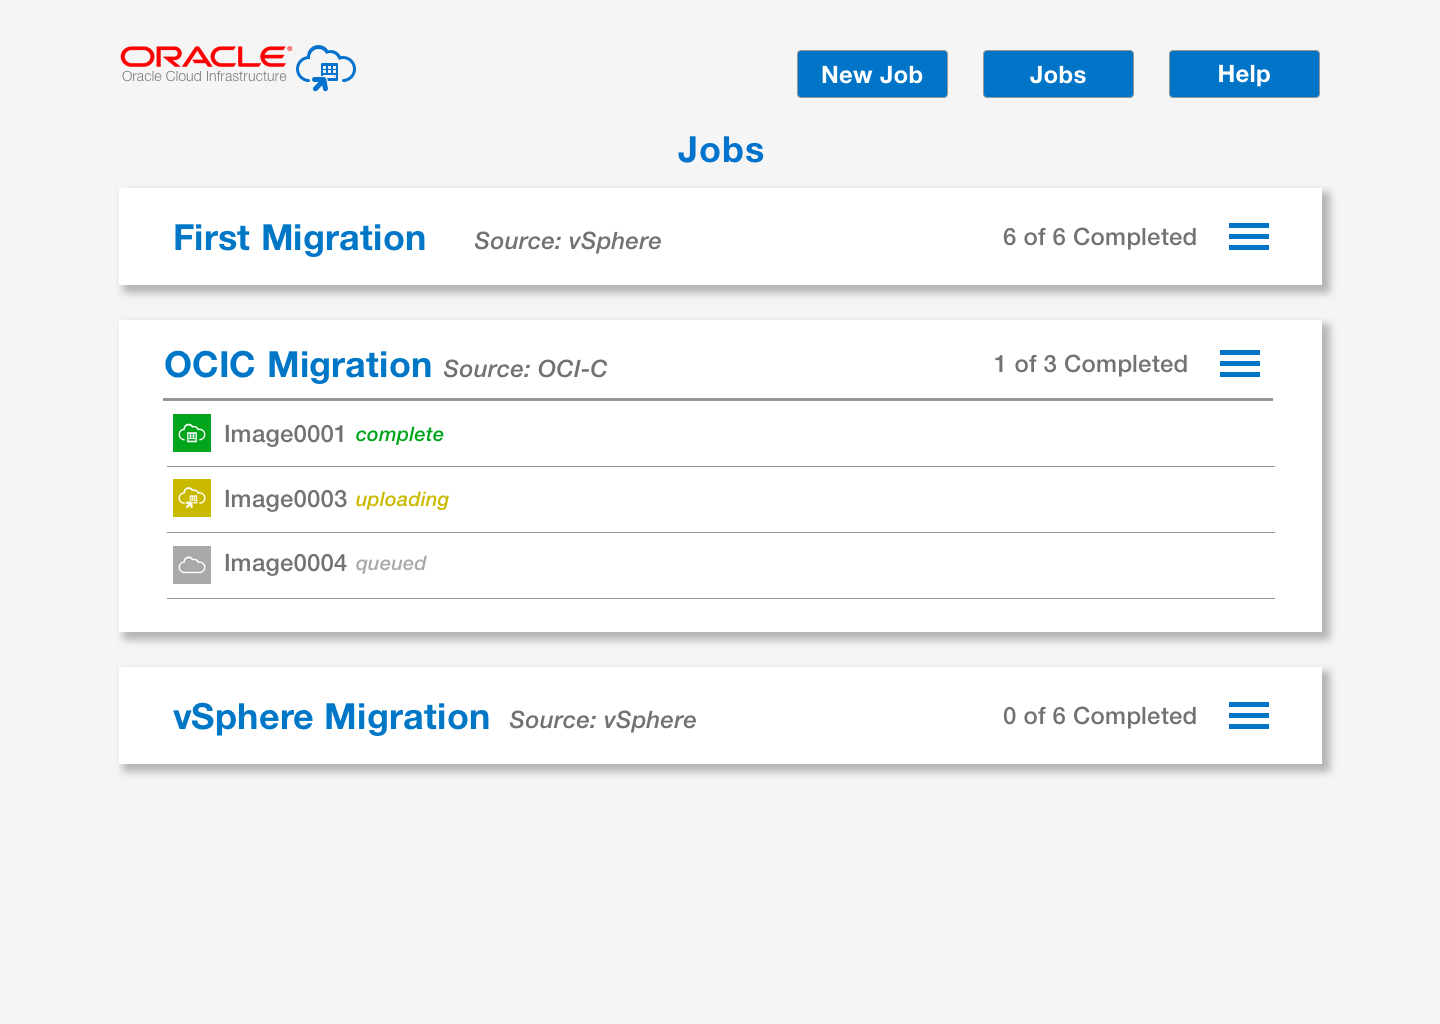 ORACLE®
Oracle Cloud Infrastructure
New Job
Jobs
Help
Jobs
First Migration Source: vSphere 6 of 6 Completed
OCIC Migration Source: OCI-C 1 of 3 Completed
Image0001 complete
Image0003 uploading
Image0004 queued
vSphere Migration Source: vSphere 0 of 6 Completed